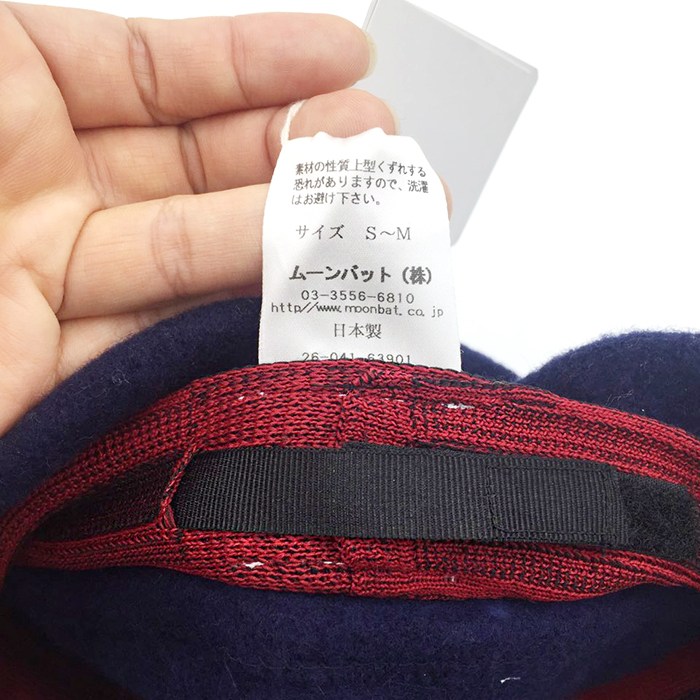 素材の性質上型くずれする
恐れがありますので、洗濯
はお避け下さい。
サイズ S～M
ムーンバット（株）
03-3556-6810
http//www.moonbat.co.jp
日本製
26-041-63901